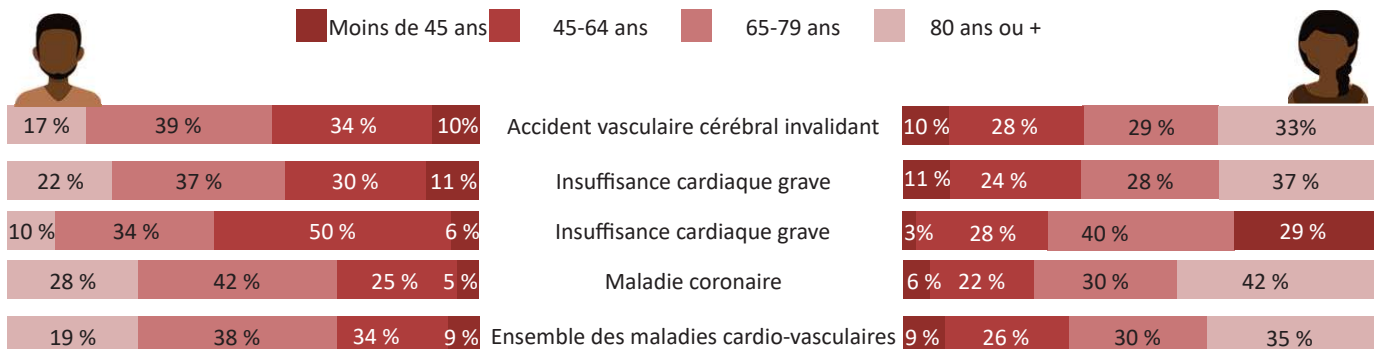 Moins de 45 ans 45-64 ans 65-79 ans 80 ans ou +
17 % 39 % 34 % 10% Accident vasculaire cérébral invalidant 10 % 28 % 29 % 33%
22 % 37 % 30 % 11 % Insuffisance cardiaque grave 11 % 24 % 28 % 37 %
10 % 34 % 50 % 6 % Insuffisance cardiaque grave 3% 28 % 40 % 29 %
28 % 42 % 25 % 5 % Maladie coronaire 6 % 22 % 30 % 42 %
19 % 38 % 34 % 9 % Ensemble des maladies cardio-vasculaires 9 % 26 % 30 % 35 %